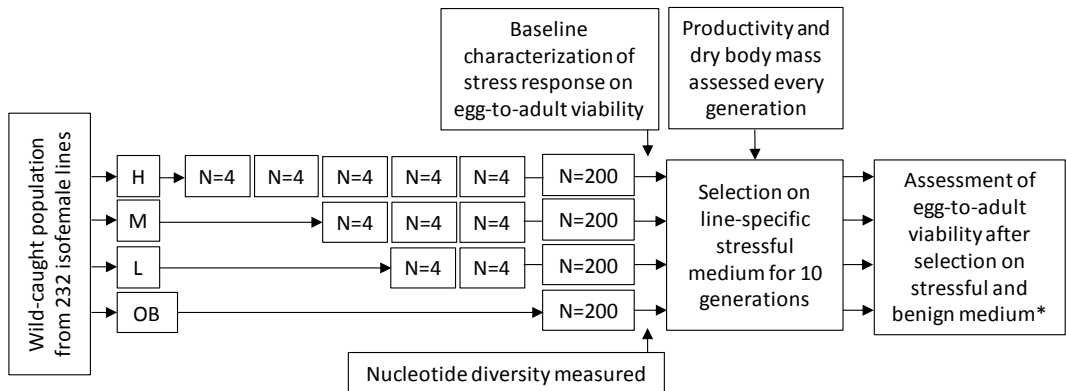 Wild-caught population
from 232 isofemale lines
Baseline
characterization of
stress response on
egg-to-adult viability
Productivity and
dry body mass
assessed every
generation
H
N=4
N=4
N=4
N=4
N=4
N=200
M
N=4
N=4
N=4
N=200
L
N=4
N=4
N=200
OB
N=200
Selection on
line-specific
stressful
medium for 10
generations
Assessment of
egg-to-adult
viability after
selection on
stressful and
benign medium*
Nucleotide diversity measured